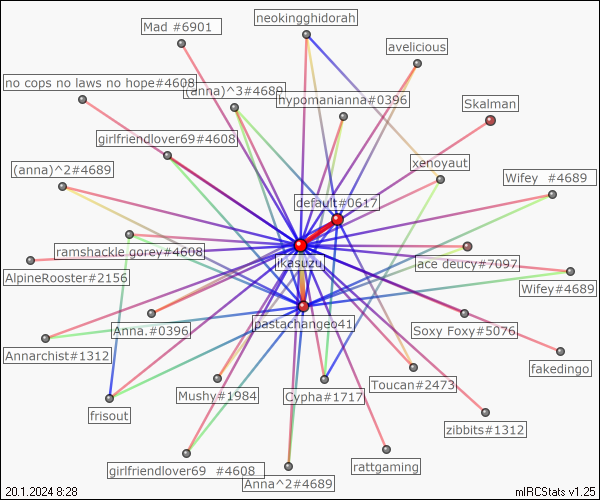 neokingghidorah
Mad #6901
avelicious
no cops no laws no hope#4608
(anna)^3#4689
hypomanianna#0396
Skalman
girlfriendlover69#4608
xenoyaut
(anna)^2#4689
Wifey #4689
default#0617
ramshackle gorey#4608
rkasuzu
ace deucy#7097
AlpineRooster#2156
Wifey#4689
Anna.#0396
pastachangeo41
Soxy Foxy#5076
Annarchist#1312
fakedingo
Toucan#2473
Mushy#1984
Cypha#1717
frisout
zibbits#1312
girlfriendlover69 #4608
rattgaming
Anna^2#4689
20.1.2024 8:28
mIRCStats v1.25